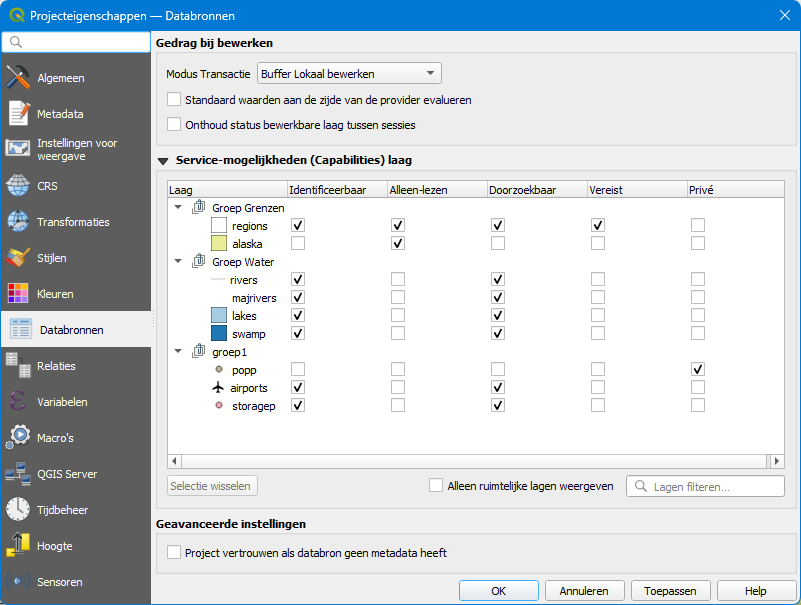 Projecteigenschappen — Databronnen
Algemeen
Metadata
Instellingen voor
weergave
CRS
Transformaties
Stijlen
Kleuren
Databronnen
Relaties
Variabelen
Macro's
QGIS Server
Tijdbeheer
Hoogte
Sensoren
Gedrag bij bewerken
Modus Transactie Buffer Lokaal bewerken
Standaard waarden aan de zijde van de provider evalueren
Onthoud status bewerkbare laag tussen sessies
Service-mogelijkheden (Capabilities) laag
Laag Identificeerbaar Alleen-lezen Doorzoekbaar Vereist Privé
Groep Grenzen
regions
alaska
Groep Water
rivers
majrivers
lakes
swamp
groep1
popp
airports
storagep
Selectie wisselen Alleen ruimtelijke lagen weergeven Lagen filteren...
Geavanceerde instellingen
Project vertrouwen als databron geen metadata heeft
OK Annuleren Toepassen Help